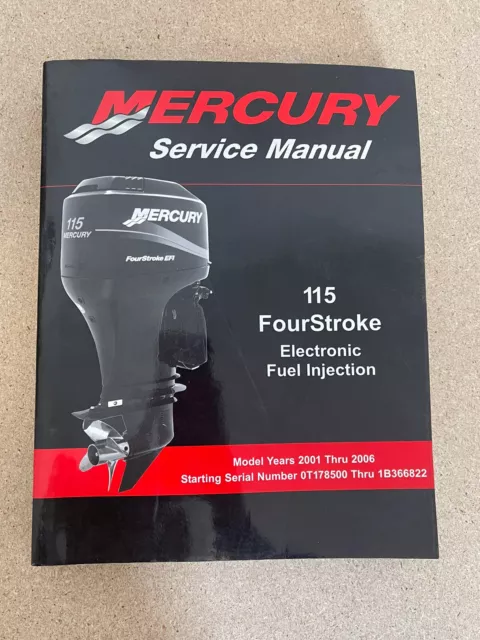 MERCURY
Service Manual
115
MERCURY
MERCURY
FourStroke EFI
115
FourStroke
Electronic
Fuel Injection
Model Years 2001 Thru 2006
Starting Serial Number 0T178500 Thru 1B366822